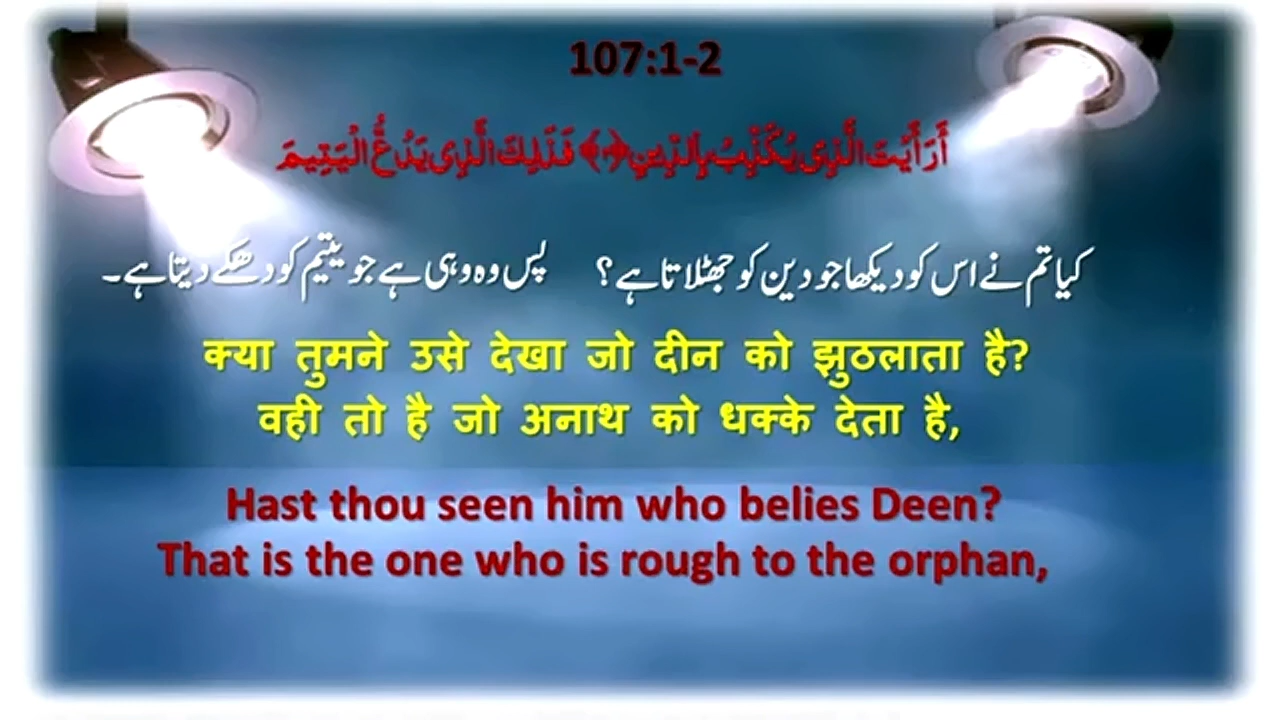 107:1-2
أَرَأَيْتَ الَّذِي يُكَذِّبُ بِالدِّينِ ﴿١﴾ فَذَٰلِكَ الَّذِي يَدُعُّ الْيَتِيمَ
کیا تم نے اس کو دیکھا جو دین کو جھٹلاتا ہے؟ پس وہ وہی ہے جو یتیم کو دھکے دیتا ہے۔
क्या तुमने उसे देखा जो दीन को झुठलाता है?
वही तो है जो अनाथ को धक्के देता है,
Hast thou seen him who belies Deen?
That is the one who is rough to the orphan,